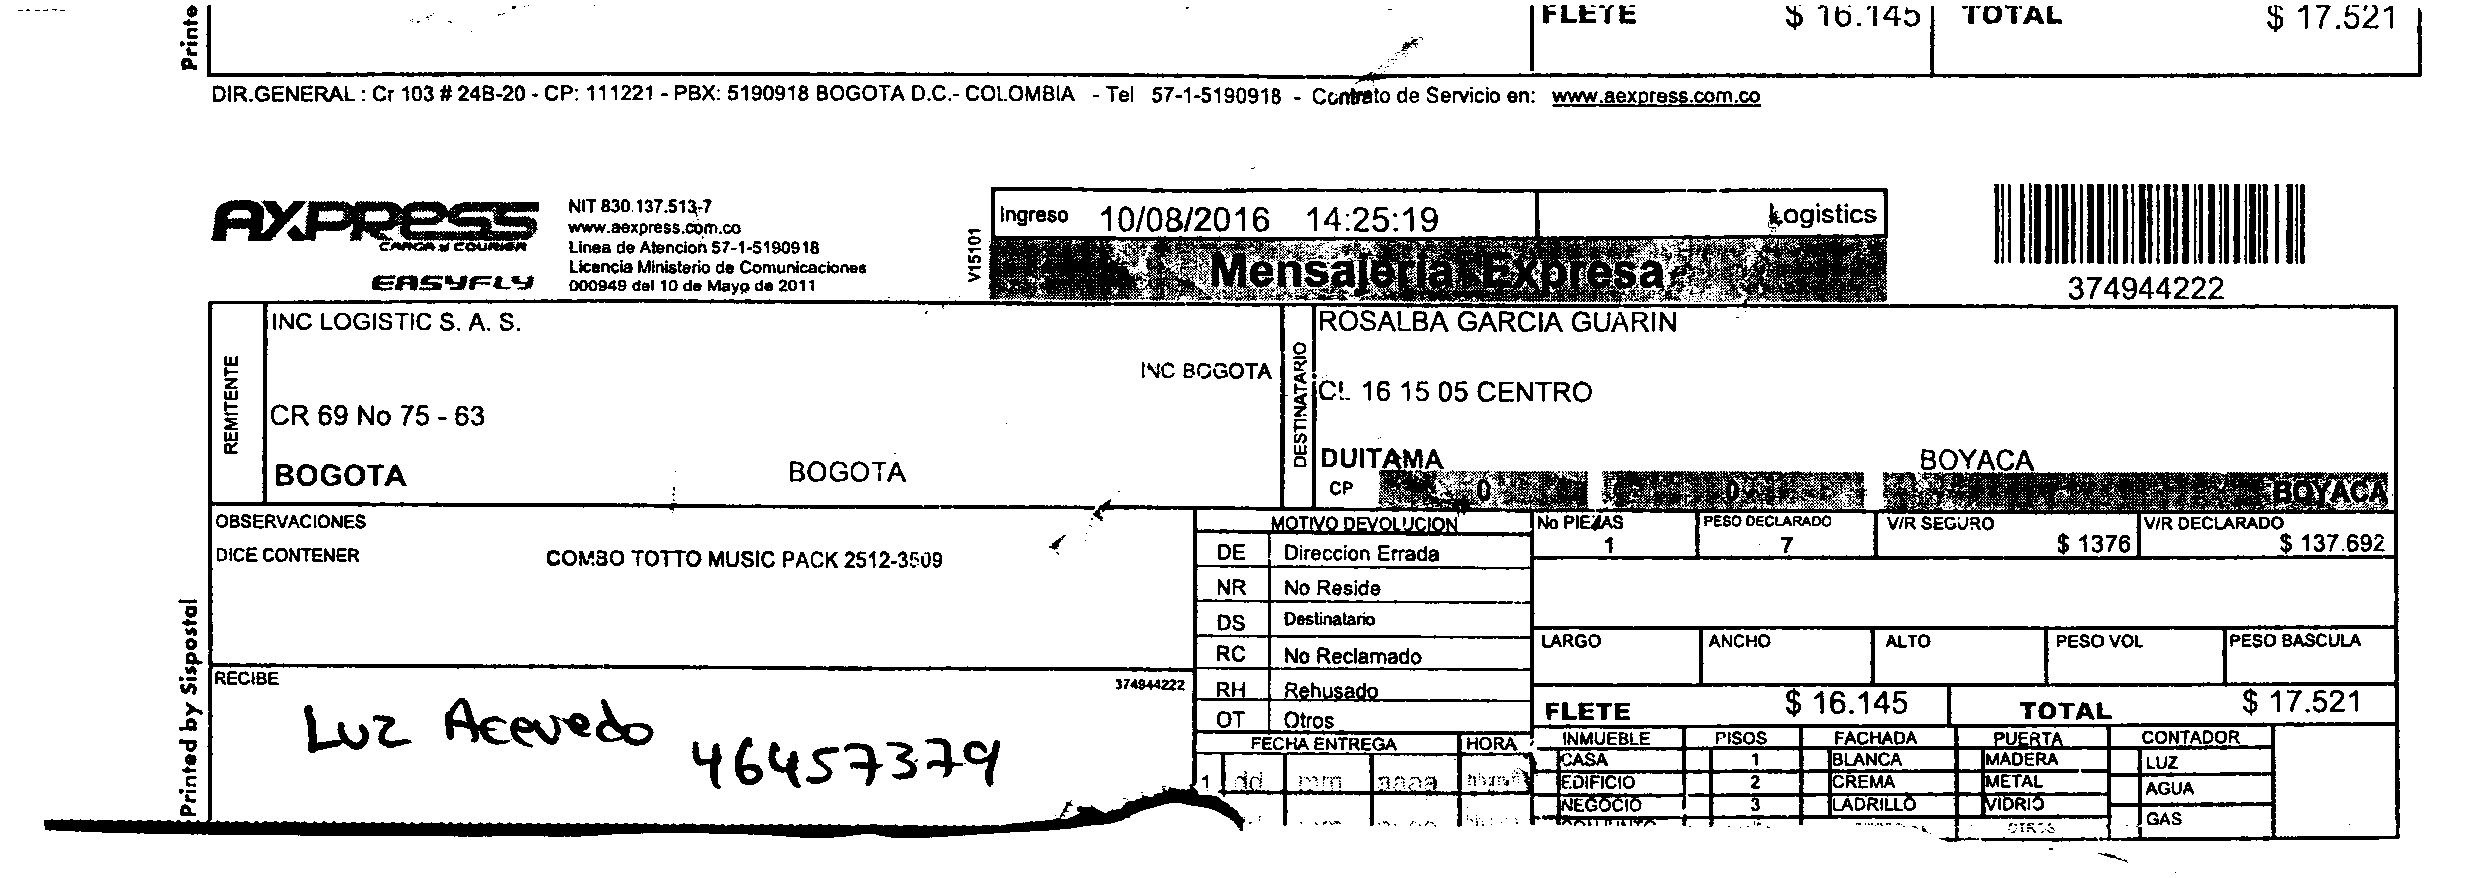 FLETE $ 16.145 TOTAL $ 17.521
Printe
DIR.GENERAL : Cr 103 # 24B-20 - CP: 111221 - PBX: 5190918 BOGOTA D.C.- COLOMBIA - Tel 57-1-5190918 - Contrato de Servicio en: www.aexpress.com.co
AXPRESS
CARGA y COURIER
EASYFLY
NIT 830.137.513-7
www.aexpress.com.co
Linea de Atencion 57-1-5190918
Licencia Ministerio de Comunicaciones
000949 del 10 de Mayo de 2011
V15101
Ingreso 10/08/2016 14:25:19 Logistics
Mensajería Expresa
374944222
REMITENTE
INC LOGISTIC S. A. S.
INC BOGOTA
CR 69 No 75 - 63
BOGOTA BOGOTA
DESTINATARIO
ROSALBA GARCIA GUARIN
CL 16 15 05 CENTRO
DUITAMA BOYACA
CP 0 0 BOYACA
OBSERVACIONES
DICE CONTENER COMBO TOTTO MUSIC PACK 2512-3509
MOTIVO DEVOLUCION
DE Direccion Errada
NR No Reside
DS Destinatario
RC No Reclamado
RH Rehusado
OT Otros
No PIEZAS PESO DECLARADO V/R SEGURO V/R DECLARADO
1 7 $ 1376 $ 137.692
LARGO ANCHO ALTO PESO VOL PESO BASCULA
FLETE $ 16.145 TOTAL $ 17.521
Printed by Sispostal
RECIBE 374944222
Luz Acevedo 46457379
FECHA ENTREGA HORA
1 dd mm aaaa
INMUEBLE PISOS FACHADA PUERTA CONTADOR
CASA 1 BLANCA MADERA LUZ
EDIFICIO 2 CREMA METAL AGUA
NEGOCIO 3 LADRILLO VIDRIO GAS
CONJUNTO OTROS